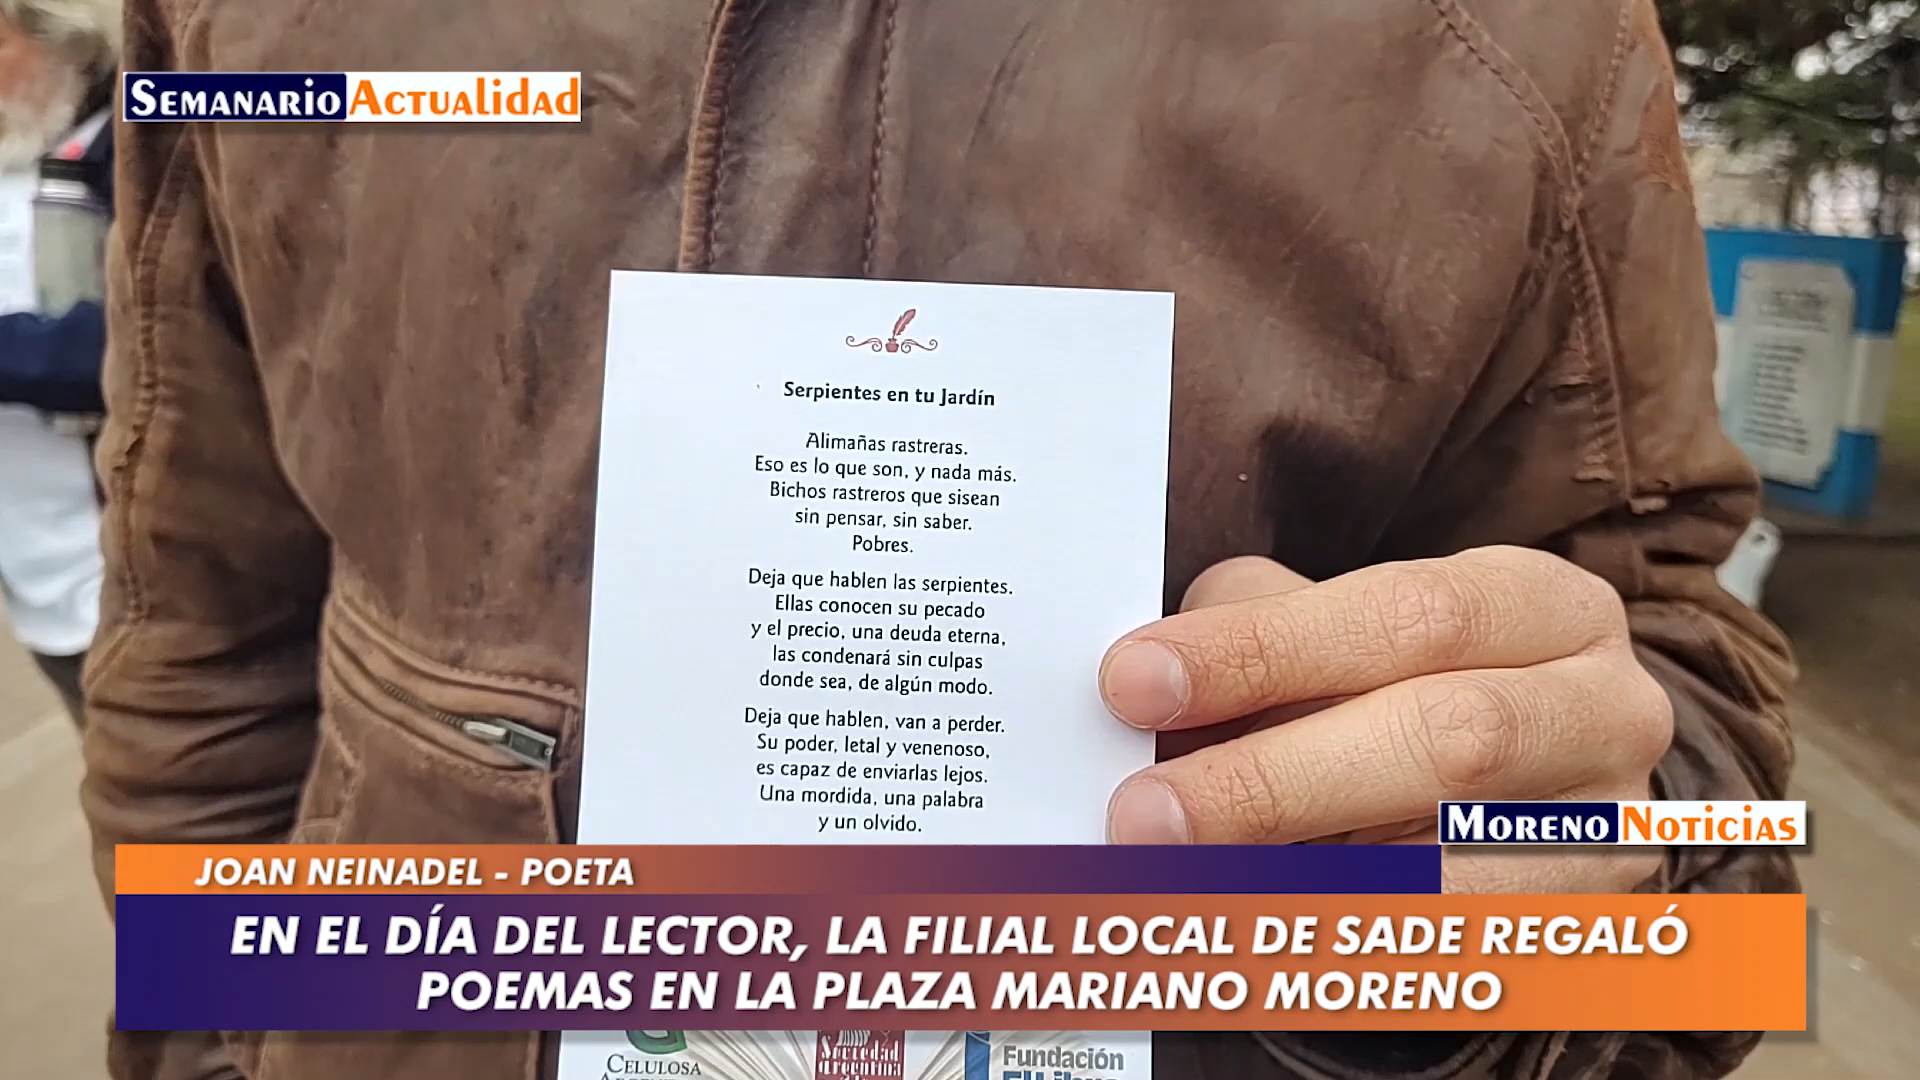 Semanario Actualidad
Serpientes en tu Jardín
Alimañas rastreras.
Eso es lo que son, y nada más.
Bichos rastreros que sisean
sin pensar, sin saber.
Pobres.
Deja que hablen las serpientes.
Ellas conocen su pecado
y el precio, una deuda eterna,
las condenará sin culpas
donde sea, de algún modo.
Deja que hablen, van a perder.
Su poder, letal y venenoso,
es capaz de enviarlas lejos.
Una mordida, una palabra
y un olvido.
Moreno Noticias
JOAN NEINADEL - POETA
EN EL DÍA DEL LECTOR, LA FILIAL LOCAL DE SADE REGALÓ
POEMAS EN LA PLAZA MARIANO MORENO
CELULOSA
Sociedad
Argentina
Fundación